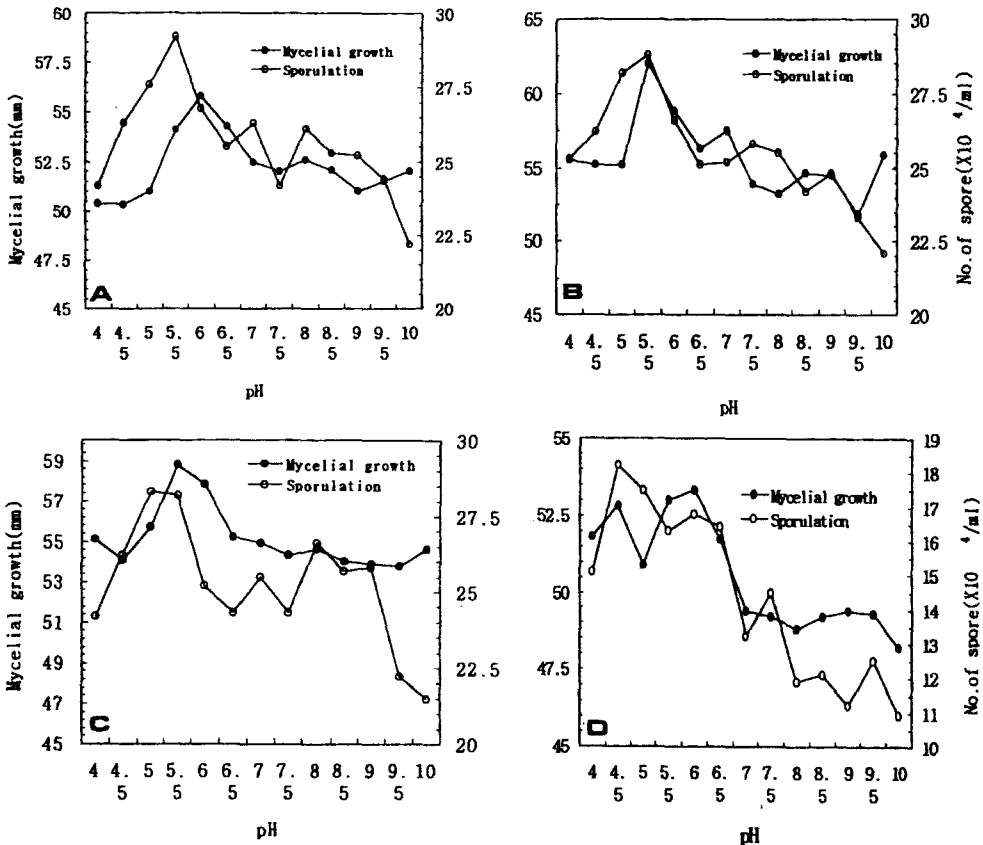 60
57.5
55
52.5
50
47.5
45
Mycelial growth(mm)
30
27.5
25
22.5
20
Mycelial growth
Sporulation
A
4 4.5 5 5.5 6 6.5 7 7.5 8 8.5 9 9.5 10
pH
65
60
55
50
45
30
27.5
25
22.5
20
No.of spore(X10 4/ml)
Mycelial growth
Sporulation
B
4 4.5 5 5.5 6 6.5 7 7.5 8 8.5 9 9.5 10
pH
59
57
55
53
51
49
47
45
Mycelial growth(mm)
30
27.5
25
22.5
20
Mycelial growth
Sporulation
C
4 4.5 5 5.5 6 6.5 7 7.5 8 8.5 9 9.5 10
pH
55
52.5
50
47.5
45
19
18
17
16
15
14
13
12
11
10
No.of spore(X10 4/ml)
Mycelial growth
Sporulation
D
4 4.5 5 5.5 6 6.5 7 7.5 8 8.5 9 9.5 10
pH